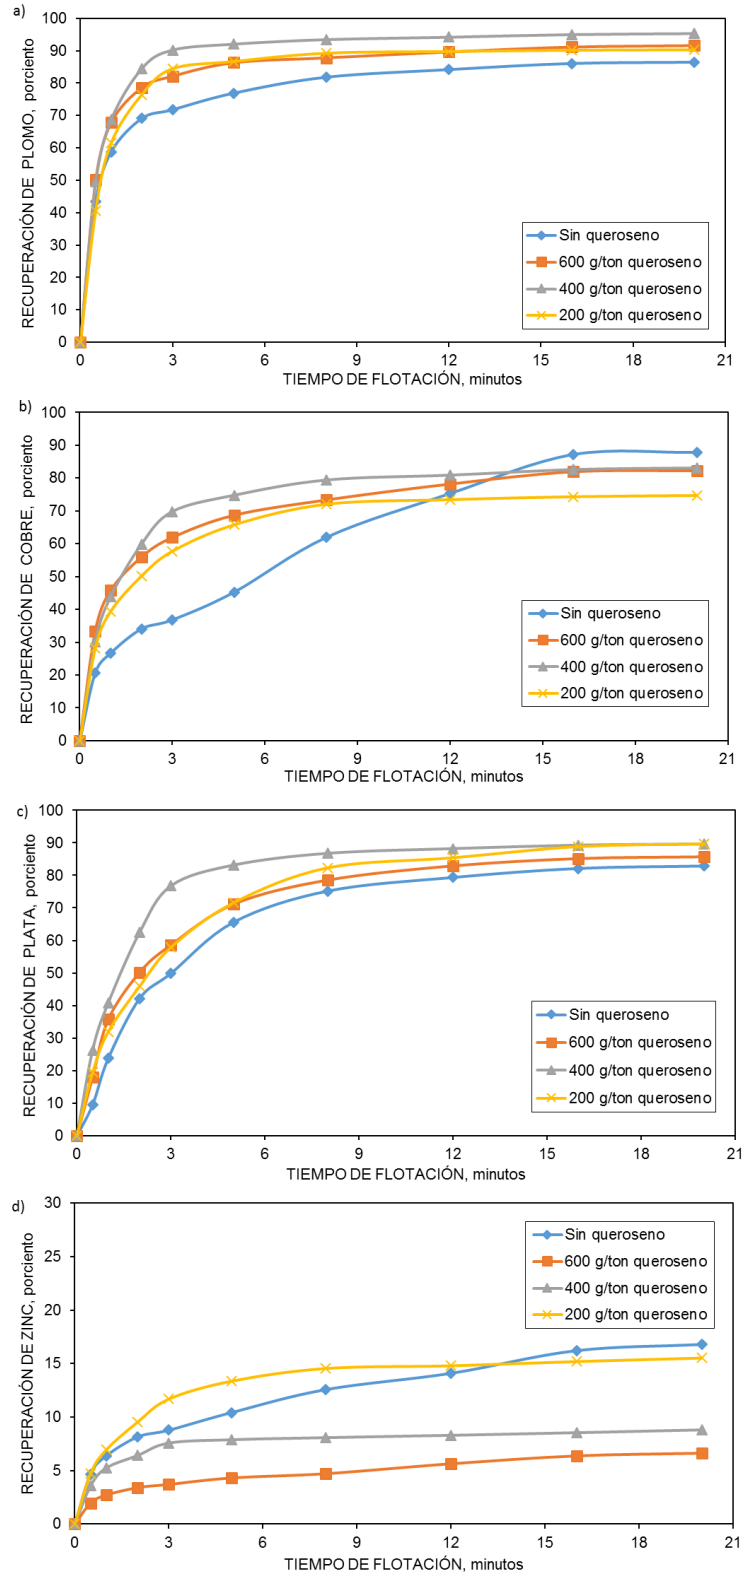 a)
100
90
80
70
60
50
40
30
20
10
0
RECUPERACIÓN DE PLOMO, porciento
Sin queroseno
600 g/ton queroseno
400 g/ton queroseno
200 g/ton queroseno
0 3 6 9 12 15 18 21
TIEMPO DE FLOTACIÓN, minutos
b)
100
90
80
70
60
50
40
30
20
10
0
RECUPERACIÓN DE COBRE, porciento
Sin queroseno
600 g/ton queroseno
400 g/ton queroseno
200 g/ton queroseno
0 3 6 9 12 15 18 21
TIEMPO DE FLOTACIÓN, minutos
c)
100
90
80
70
60
50
40
30
20
10
0
RECUPERACIÓN DE PLATA, porciento
Sin queroseno
600 g/ton queroseno
400 g/ton queroseno
200 g/ton queroseno
0 3 6 9 12 15 18 21
TIEMPO DE FLOTACIÓN, minutos
d)
30
25
20
15
10
5
0
RECUPERACIÓN DE ZINC, porciento
Sin queroseno
600 g/ton queroseno
400 g/ton queroseno
200 g/ton queroseno
0 3 6 9 12 15 18 21
TIEMPO DE FLOTACIÓN, minutos